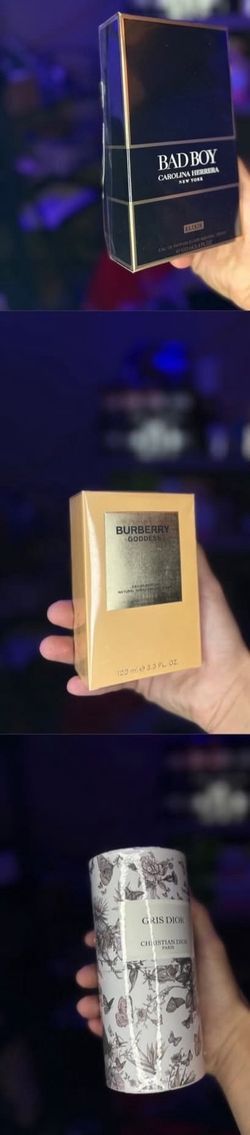 BAD BOY
CAROLINA HERRERA
NEW YORK
ELIXIR
BURBERRY
GODDESS
100 ml ℮ 3.3 FL. OZ.
GRIS DIOR
CHRISTIAN DIOR
PARIS